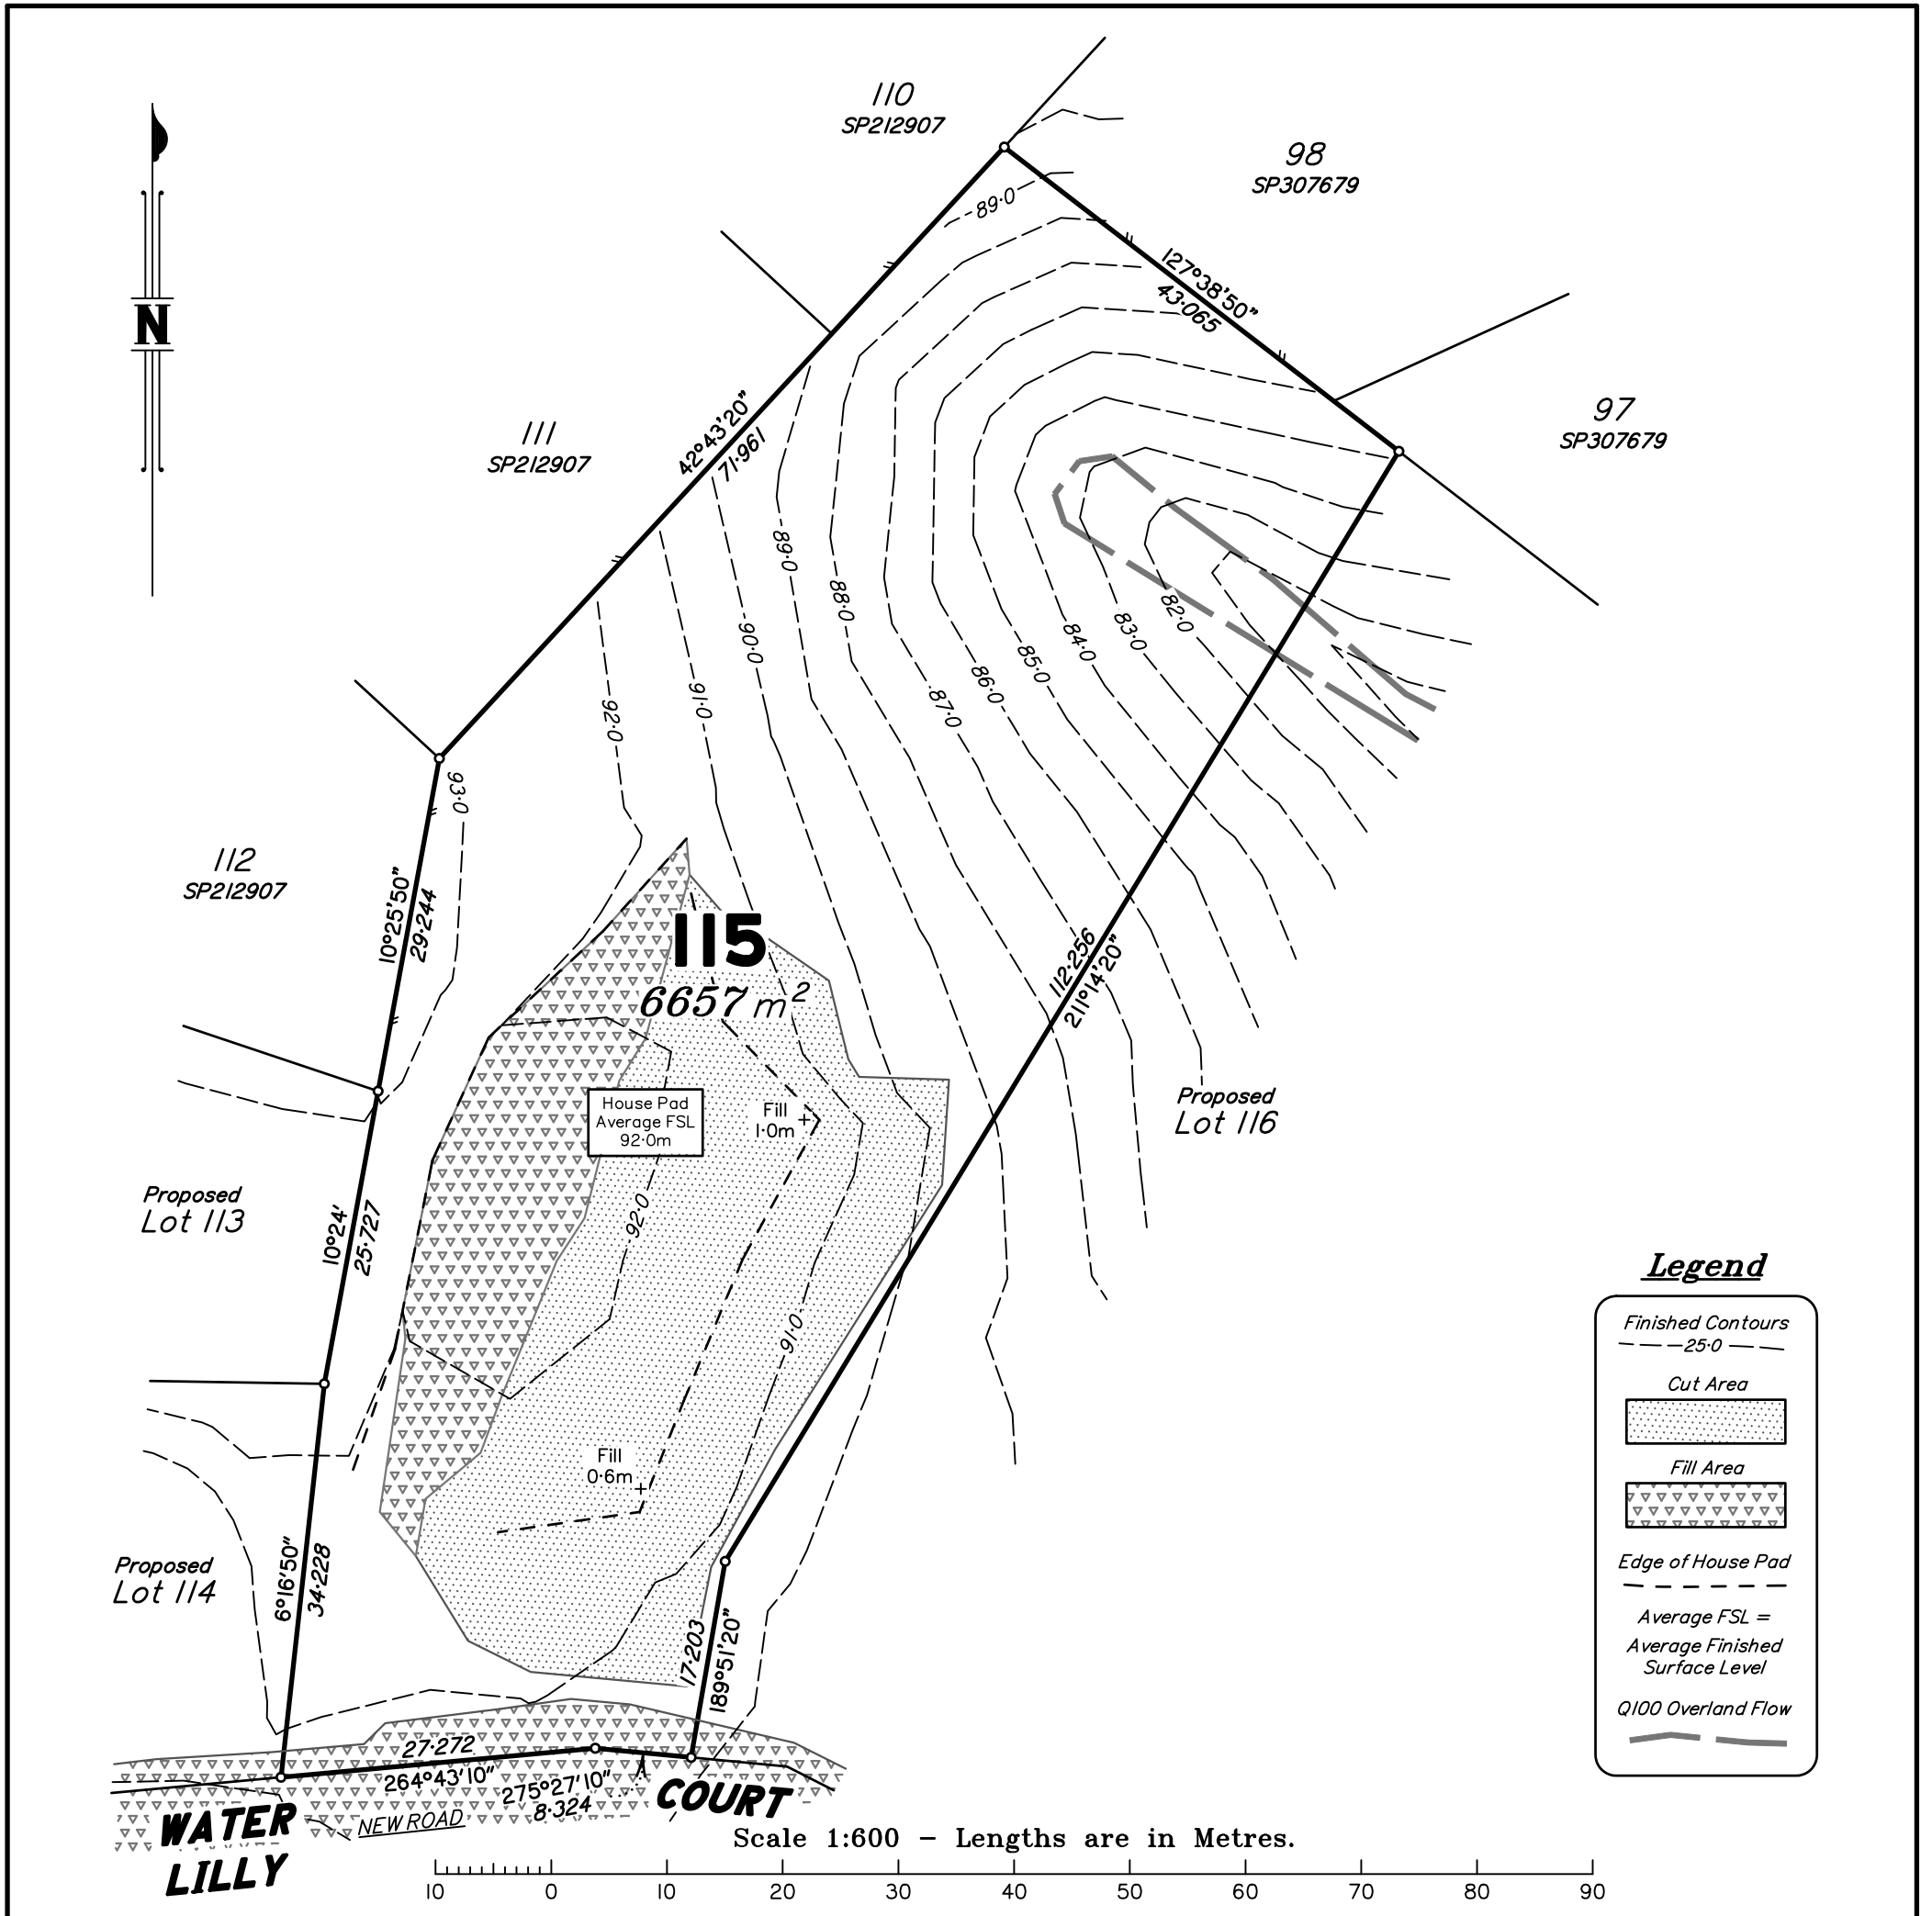 110
SP212907
98
SP307679
N
89·0
127°38'50"
43·065
97
SP307679
111
SP212907
42°43'20"
71·961
89·0
88·0
82·0
90·0
83·0
84·0
85·0
91·0
86·0
92·0
87·0
93·0
112
SP212907
10°25'50"
29·244
115
6657 m²
112·256
211°14'20"
House Pad
Average FSL
92·0m
Fill
1·0m
Proposed
Lot 116
Proposed
Lot 113
10°24'
25·727
92·0
91·0
Legend
Finished Contours
25·0
Cut Area
Fill Area
Edge of House Pad
Average FSL =
Average Finished
Surface Level
Q100 Overland Flow
Fill
0·6m
Proposed
Lot 114
6°16'50"
34·228
17·203
189°51'20"
27·272
264°43'10"
275°27'10"
8·324
WATER
LILLY
COURT
NEW ROAD
Scale 1:600 – Lengths are in Metres.
10 0 10 20 30 40 50 60 70 80 90